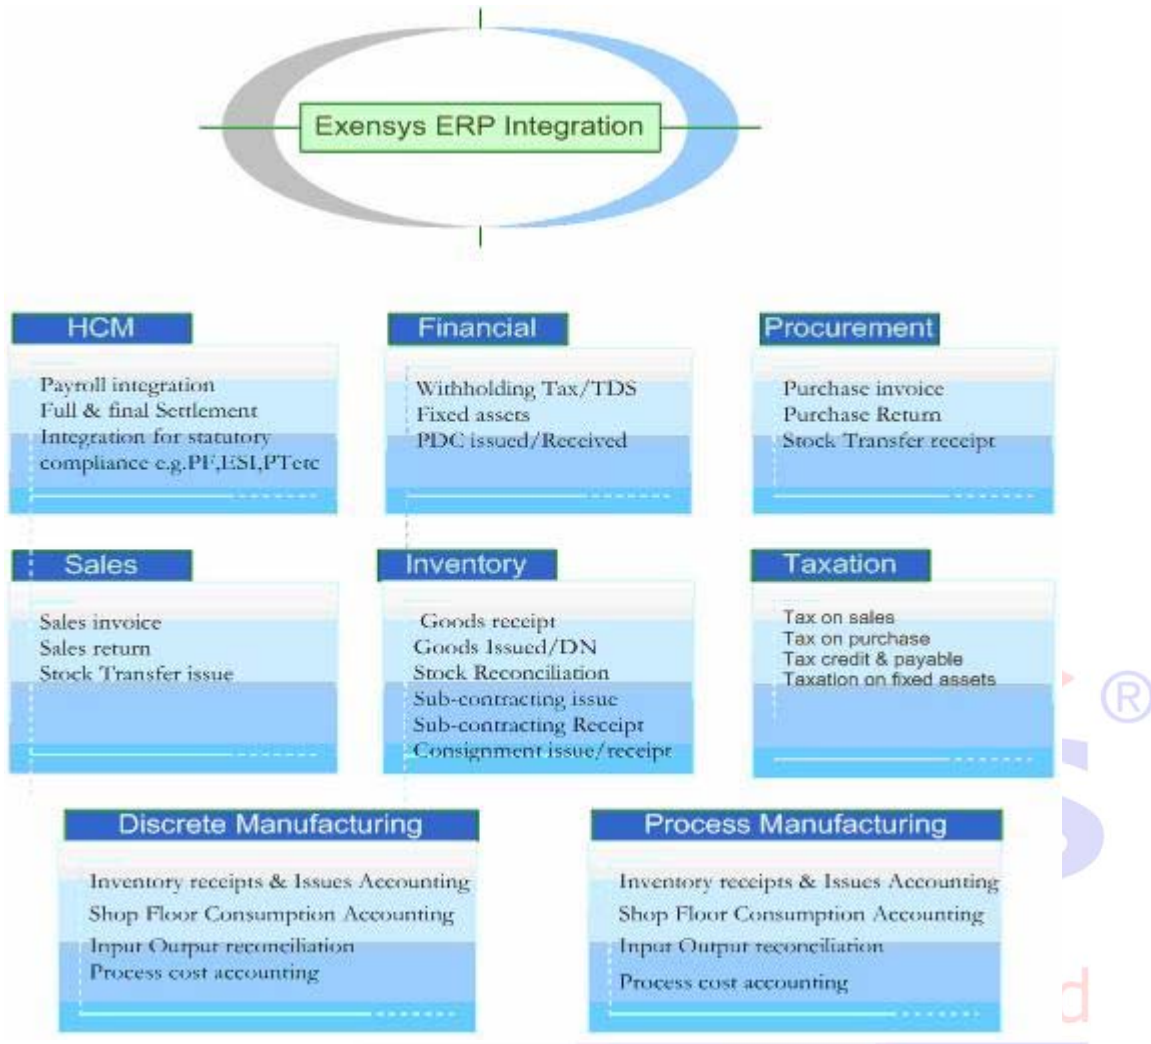 Exensys ERP Integration
HCM
Payroll integration
Full & final Settlement
Integration for statutory
compliance e.g.PF,ESI,PTetc
Financial
Withholding Tax/TDS
Fixed assets
PDC issued/Received
Procurement
Purchase invoice
Purchase Return
Stock Transfer receipt
Sales
Sales invoice
Sales return
Stock Transfer issue
Inventory
Goods receipt
Goods Issued/DN
Stock Reconciliation
Sub-contracting issue
Sub-contracting Receipt
Consignment issue/receipt
Taxation
Tax on sales
Tax on purchase
Tax credit & payable
Taxation on fixed assets
Discrete Manufacturing
Inventory receipts & Issues Accounting
Shop Floor Consumption Accounting
Input Output reconciliation
Process cost accounting
Process Manufacturing
Inventory receipts & Issues Accounting
Shop Floor Consumption Accounting
Input Output reconciliation
Process cost accounting
®